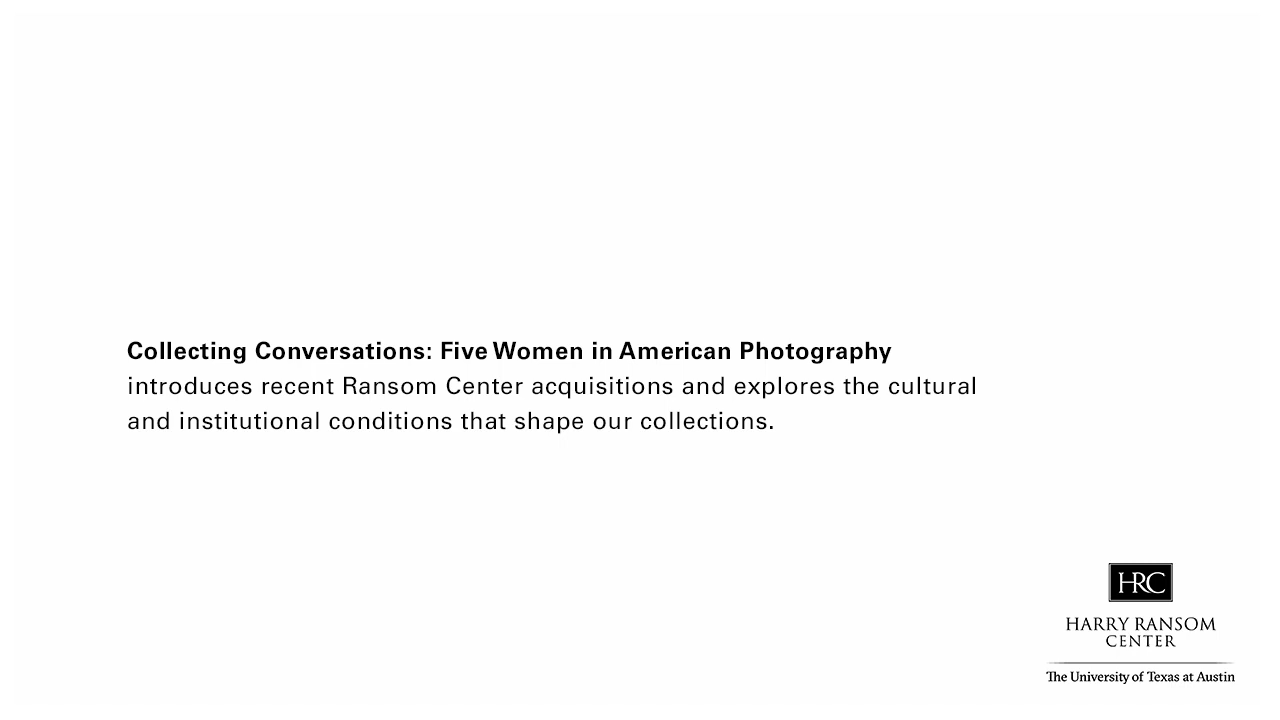 Collecting Conversations: Five Women in American Photography
introduces recent Ransom Center acquisitions and explores the cultural
and institutional conditions that shape our collections.
HRC
HARRY RANSOM
CENTER
The University of Texas at Austin